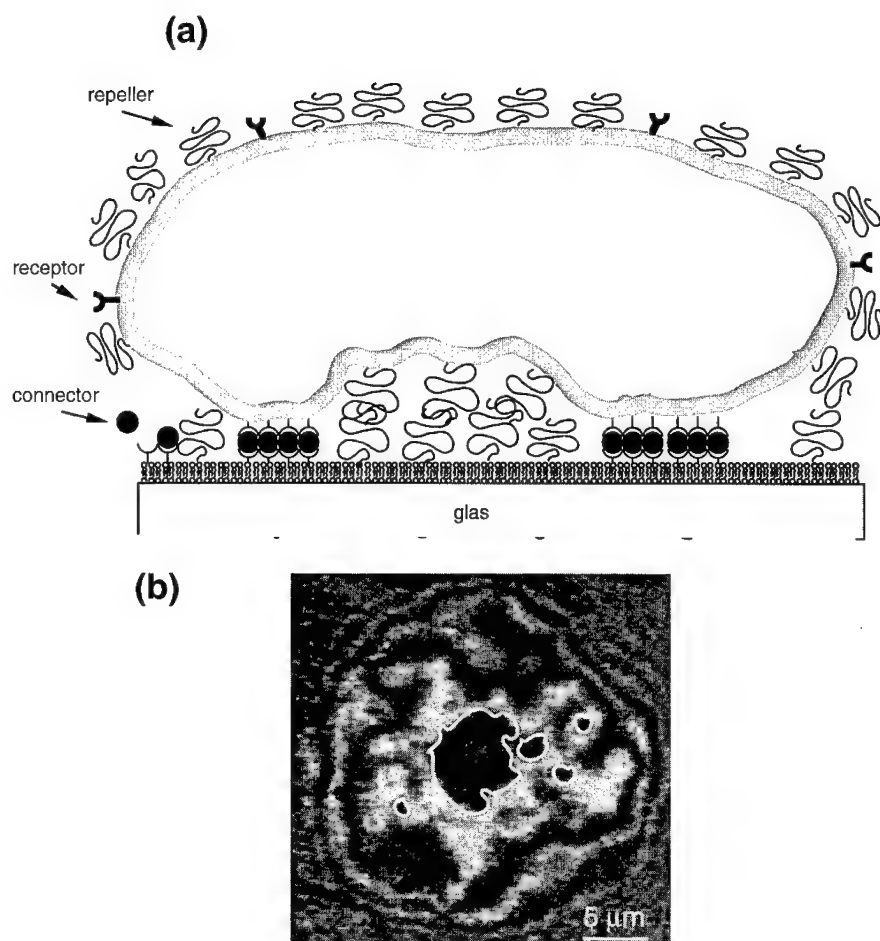 (a)
repeller
receptor
connector
glas
(b)
5 µm